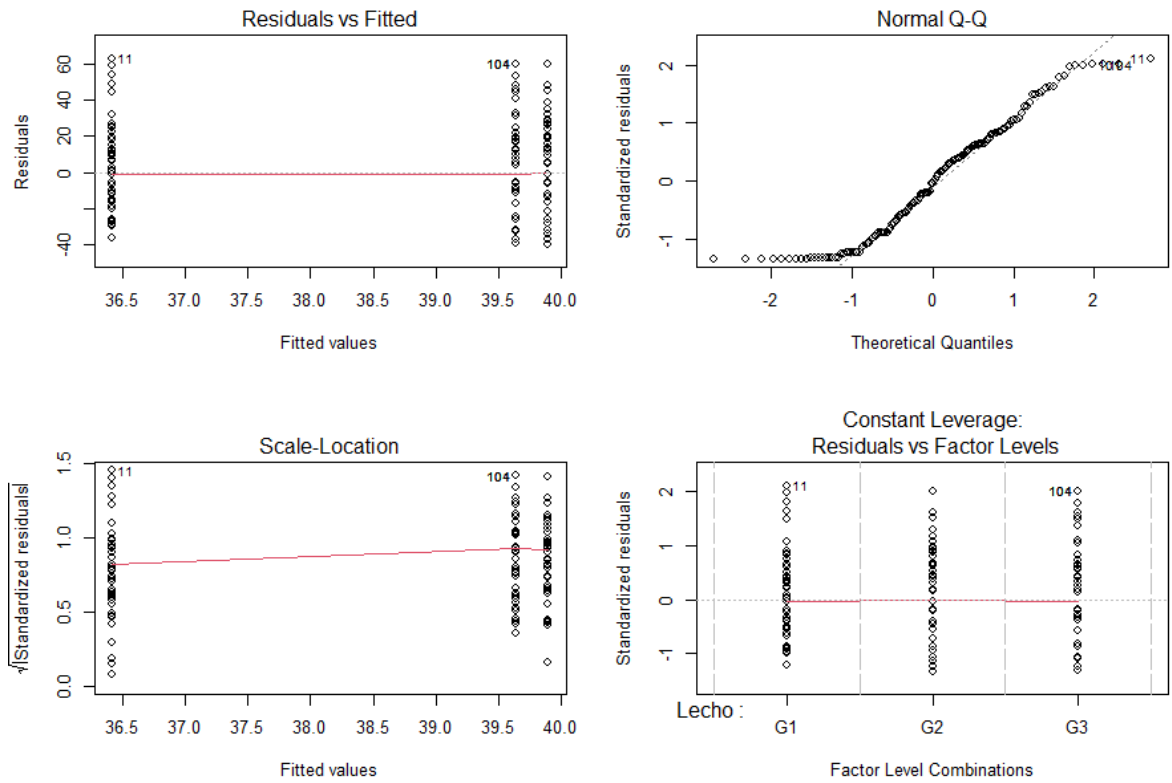 Residuals vs Fitted
Residuals
60
40
20
0
-40
11
104
36.5 37.0 37.5 38.0 38.5 39.0 39.5 40.0
Fitted values
Normal Q-Q
Standardized residuals
2
1
0
-1
11
-2 -1 0 1 2
Theoretical Quantiles
Scale-Location
√|Standardized residuals|
1.5
1.0
0.5
0.0
11
104
36.5 37.0 37.5 38.0 38.5 39.0 39.5 40.0
Fitted values
Constant Leverage:
Residuals vs Factor Levels
Standardized residuals
2
1
0
-1
11
104
Lecho :
G1 G2 G3
Factor Level Combinations